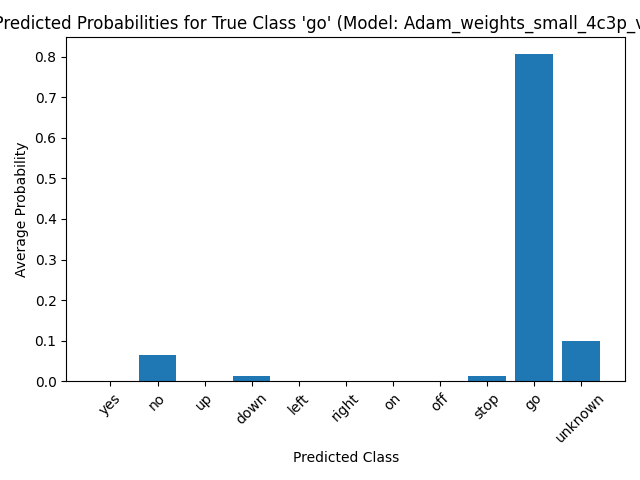 Predicted Probabilities for True Class 'go' (Model: Adam_weights_small_4c3p_v
0.8
0.7
0.6
0.5
0.4
0.3
0.2
0.1
0.0
Average Probability
yes
no
up
down
left
right
on
off
stop
go
unknown
Predicted Class